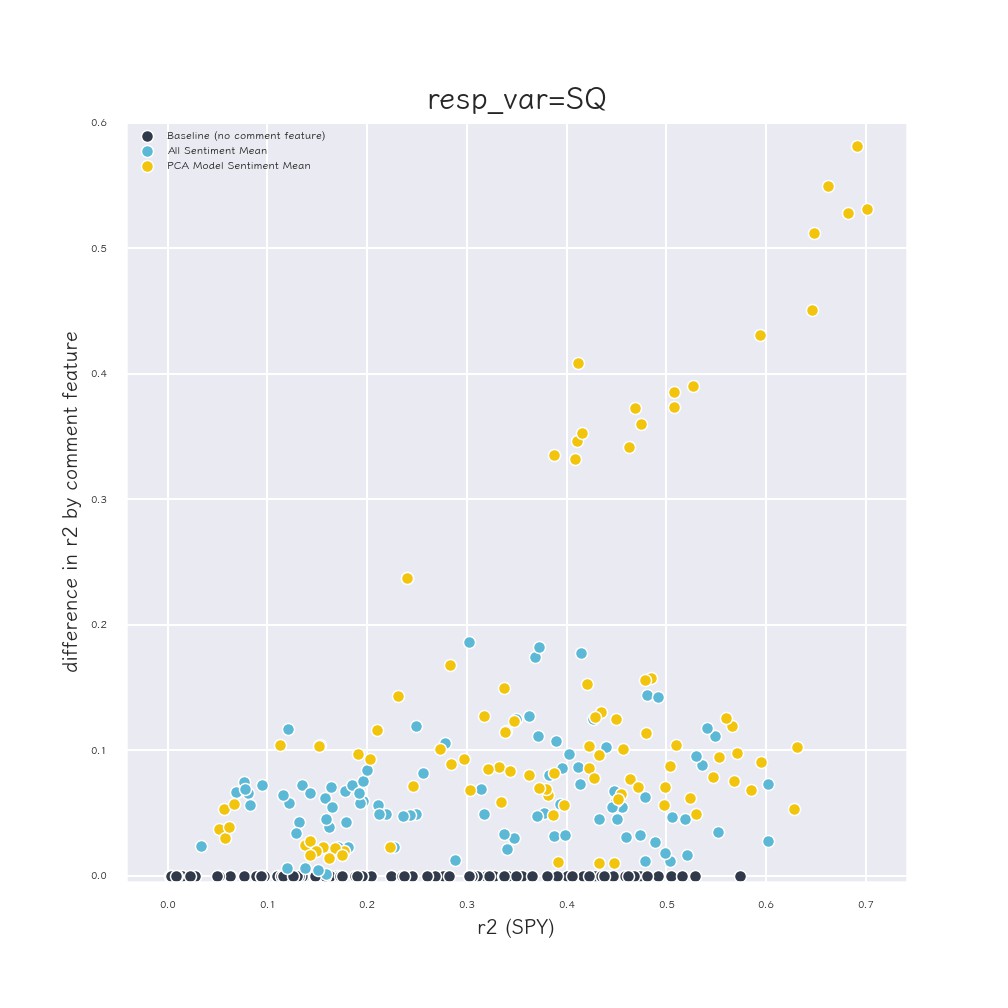 resp_var=SQ
0.6
Baseline (no comment feature)
All Sentiment Mean
PCA Model Sentiment Mean
0.5
0.4
0.3
0.2
0.1
0.0
difference in r2 by comment feature
0.0 0.1 0.2 0.3 0.4 0.5 0.6 0.7
r2 (SPY)